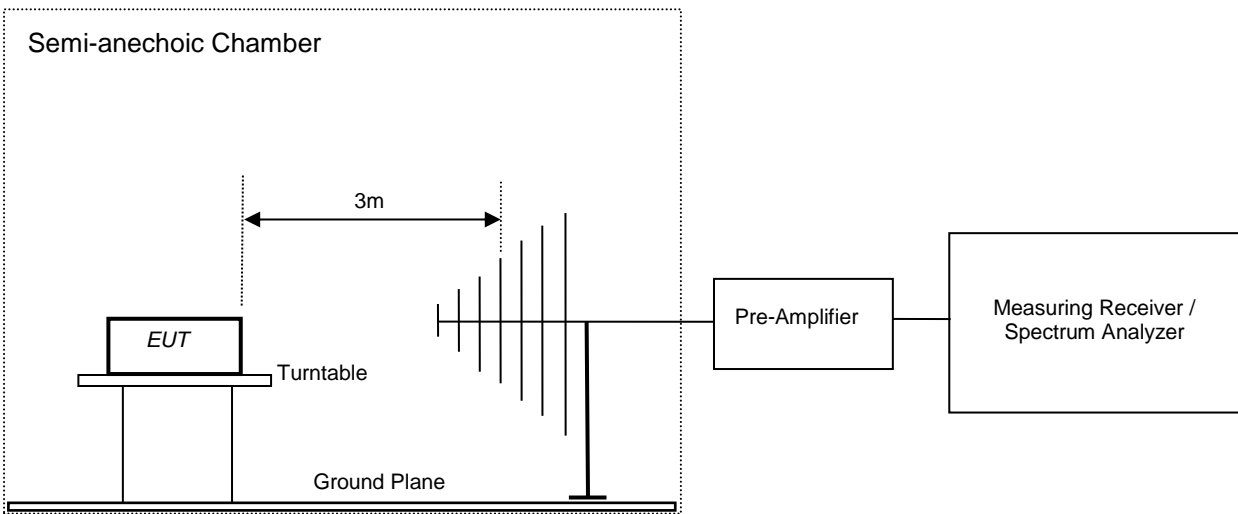 Semi-anechoic Chamber
3m
Pre-Amplifier
Measuring Receiver /
Spectrum Analyzer
EUT
Turntable
Ground Plane